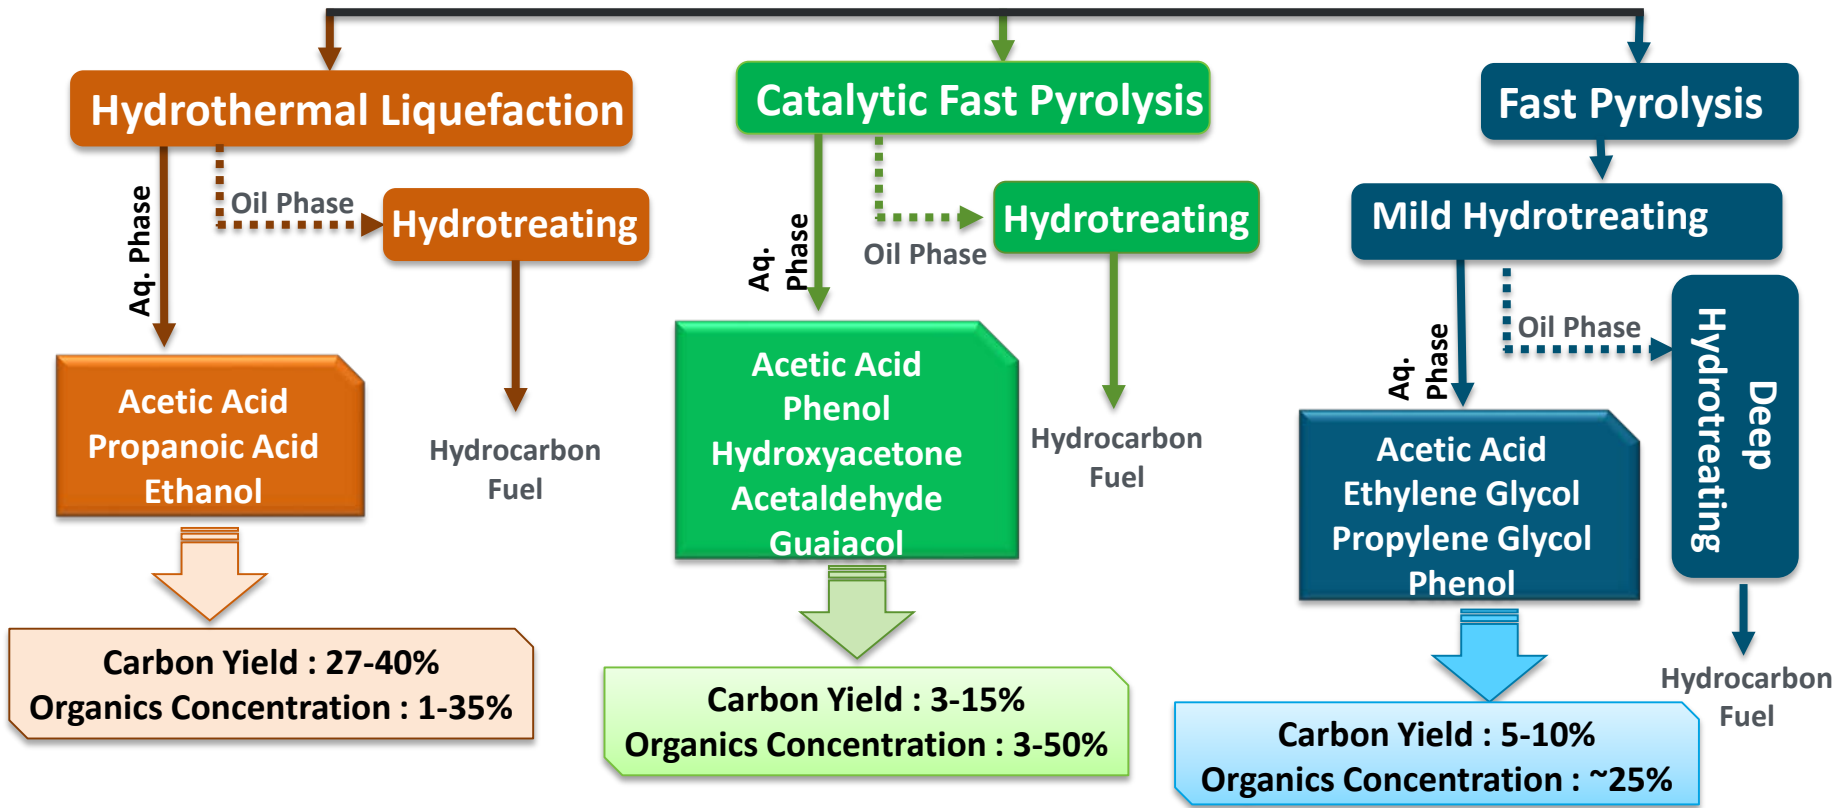 Hydrothermal Liquefaction
Aq. Phase
Oil Phase
Hydrotreating
Acetic Acid
Propanoic Acid
Ethanol
Hydrocarbon
Fuel
Carbon Yield : 27-40%
Organics Concentration : 1-35%
Catalytic Fast Pyrolysis
Aq.
Phase
Oil Phase
Hydrotreating
Acetic Acid
Phenol
Hydroxyacetone
Acetaldehyde
Guaiacol
Hydrocarbon
Fuel
Carbon Yield : 3-15%
Organics Concentration : 3-50%
Fast Pyrolysis
Mild Hydrotreating
Aq.
Phase
Oil Phase
Deep
Hydrotreating
Acetic Acid
Ethylene Glycol
Propylene Glycol
Phenol
Hydrocarbon
Fuel
Carbon Yield : 5-10%
Organics Concentration : ~25%